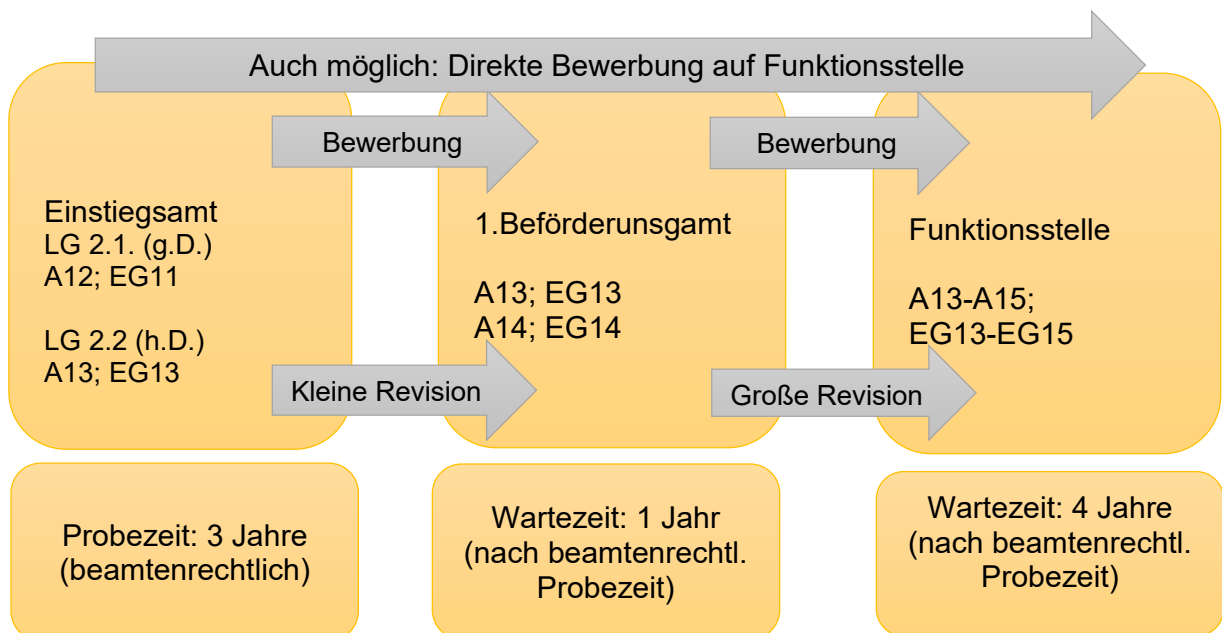 Auch möglich: Direkte Bewerbung auf Funktionsstelle
Bewerbung
Bewerbung
Einstiegsamt
LG 2.1. (g.D.)
A12; EG11
LG 2.2 (h.D.)
A13; EG13
1.Beförderunsgamt
A13; EG13
A14; EG14
Funktionsstelle
A13-A15;
EG13-EG15
Kleine Revision
Große Revision
Probezeit: 3 Jahre
(beamtenrechtlich)
Wartezeit: 1 Jahr
(nach beamtenrechtl.
Probezeit)
Wartezeit: 4 Jahre
(nach beamtenrechtl.
Probezeit)